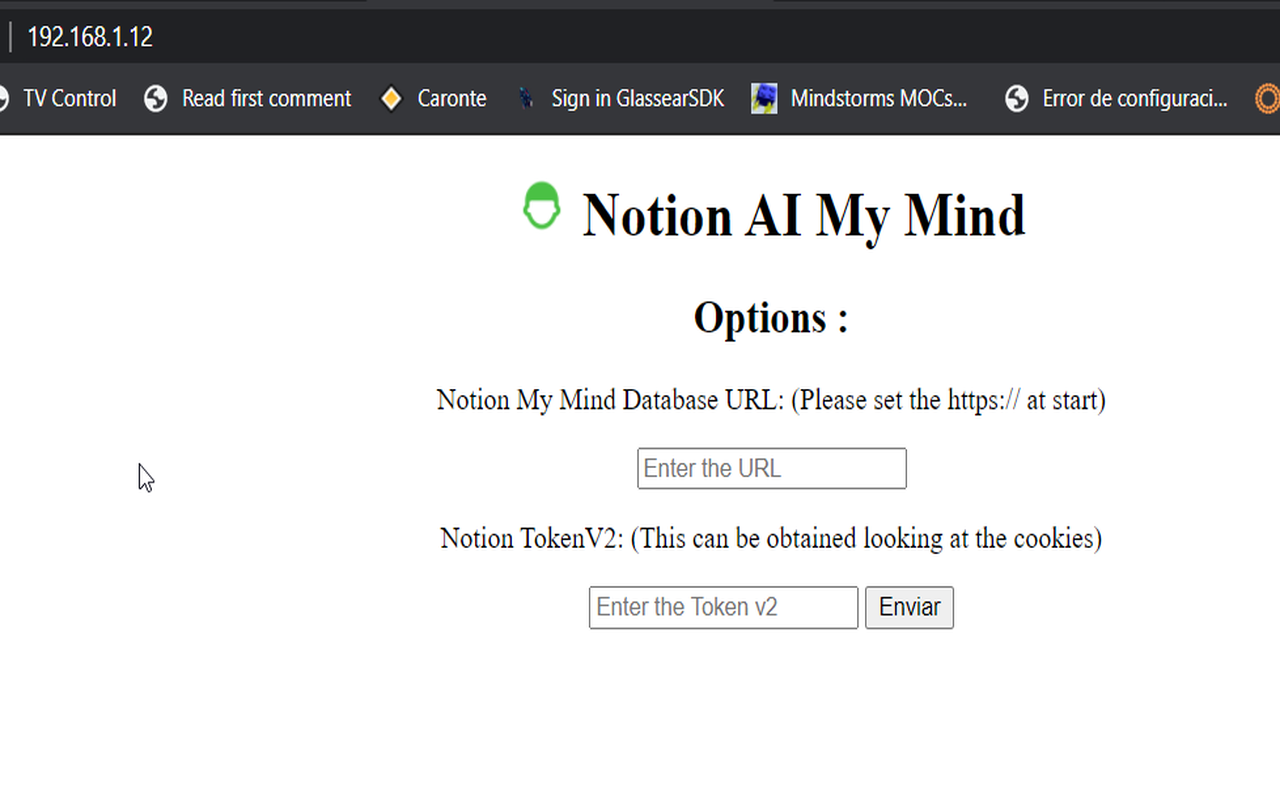 192.168.1.12
TV Control Read first comment Caronte Sign in GlassearSDK Mindstorms MOCs... Error de configuraci...
Notion AI My Mind
Options :
Notion My Mind Database URL: (Please set the https:// at start)
Enter the URL
Notion TokenV2: (This can be obtained looking at the cookies)
Enter the Token v2 Enviar